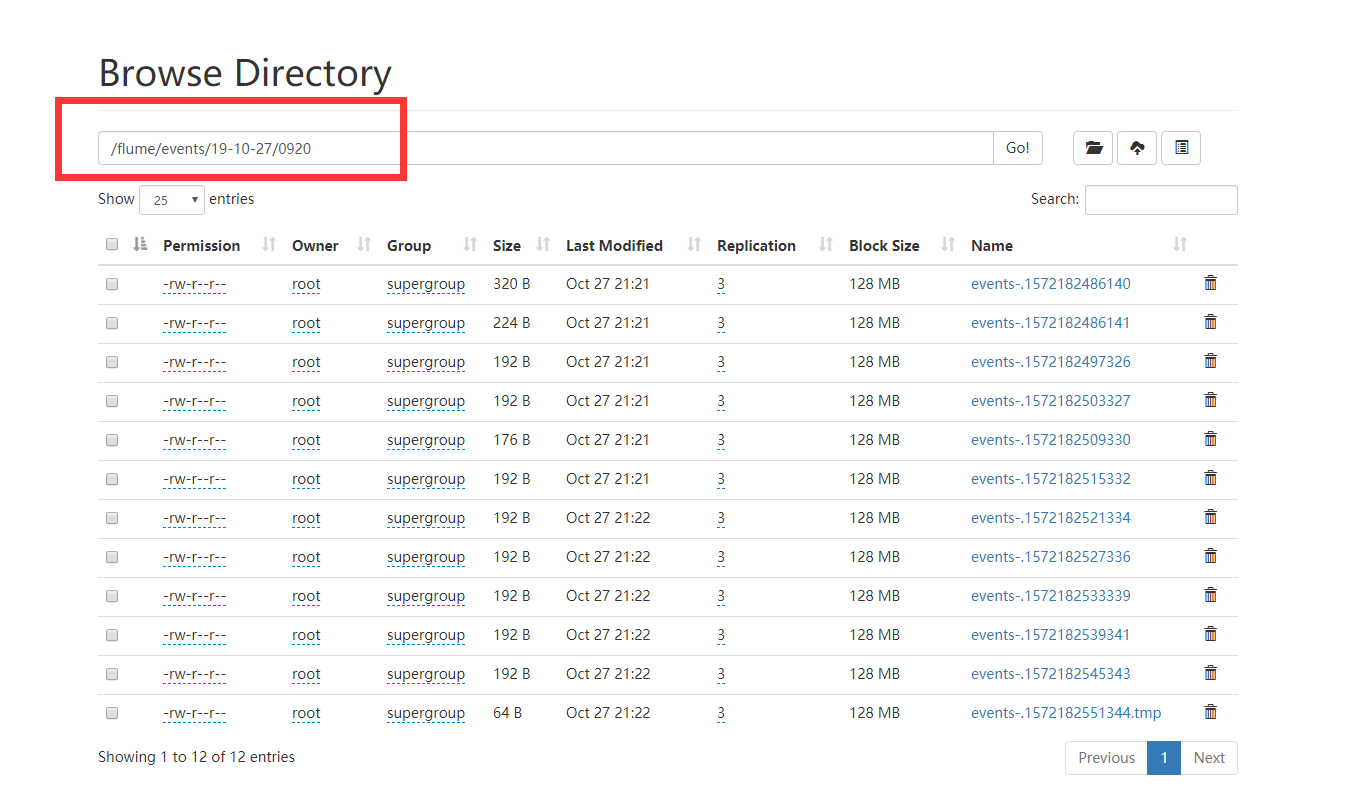 Browse Directory
/flume/events/19-10-27/0920 Go!
Show 25 entries Search:
Permission Owner Group Size Last Modified Replication Block Size Name
-rw-r--r-- root supergroup 320 B Oct 27 21:21 3 128 MB events-.1572182486140
-rw-r--r-- root supergroup 224 B Oct 27 21:21 3 128 MB events-.1572182486141
-rw-r--r-- root supergroup 192 B Oct 27 21:21 3 128 MB events-.1572182497326
-rw-r--r-- root supergroup 192 B Oct 27 21:21 3 128 MB events-.1572182503327
-rw-r--r-- root supergroup 176 B Oct 27 21:21 3 128 MB events-.1572182509330
-rw-r--r-- root supergroup 192 B Oct 27 21:21 3 128 MB events-.1572182515332
-rw-r--r-- root supergroup 192 B Oct 27 21:22 3 128 MB events-.1572182521334
-rw-r--r-- root supergroup 192 B Oct 27 21:22 3 128 MB events-.1572182527336
-rw-r--r-- root supergroup 192 B Oct 27 21:22 3 128 MB events-.1572182533339
-rw-r--r-- root supergroup 192 B Oct 27 21:22 3 128 MB events-.1572182539341
-rw-r--r-- root supergroup 192 B Oct 27 21:22 3 128 MB events-.1572182545343
-rw-r--r-- root supergroup 64 B Oct 27 21:22 3 128 MB events-.1572182551344.tmp
Showing 1 to 12 of 12 entries Previous 1 Next